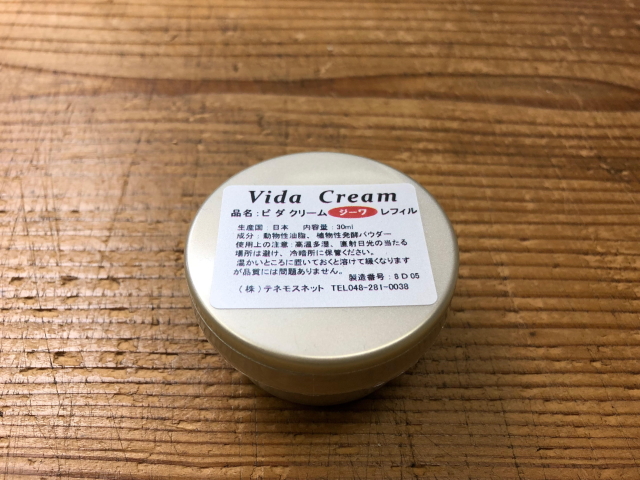 Vida Cream
品名：ビダクリーム ジーワ レフィル
生産国：日本 内容量：30ml
成分：動物性油脂、植物性発酵パウダー
使用上の注意：高温多湿、直射日光の当たる
場所は避け、冷暗所に保管ください。
温かいところに置いておくと溶けて緩くなります
が品質には問題ありません。
製造番号：8D05
（株）テネモスネット TEL048-281-0038